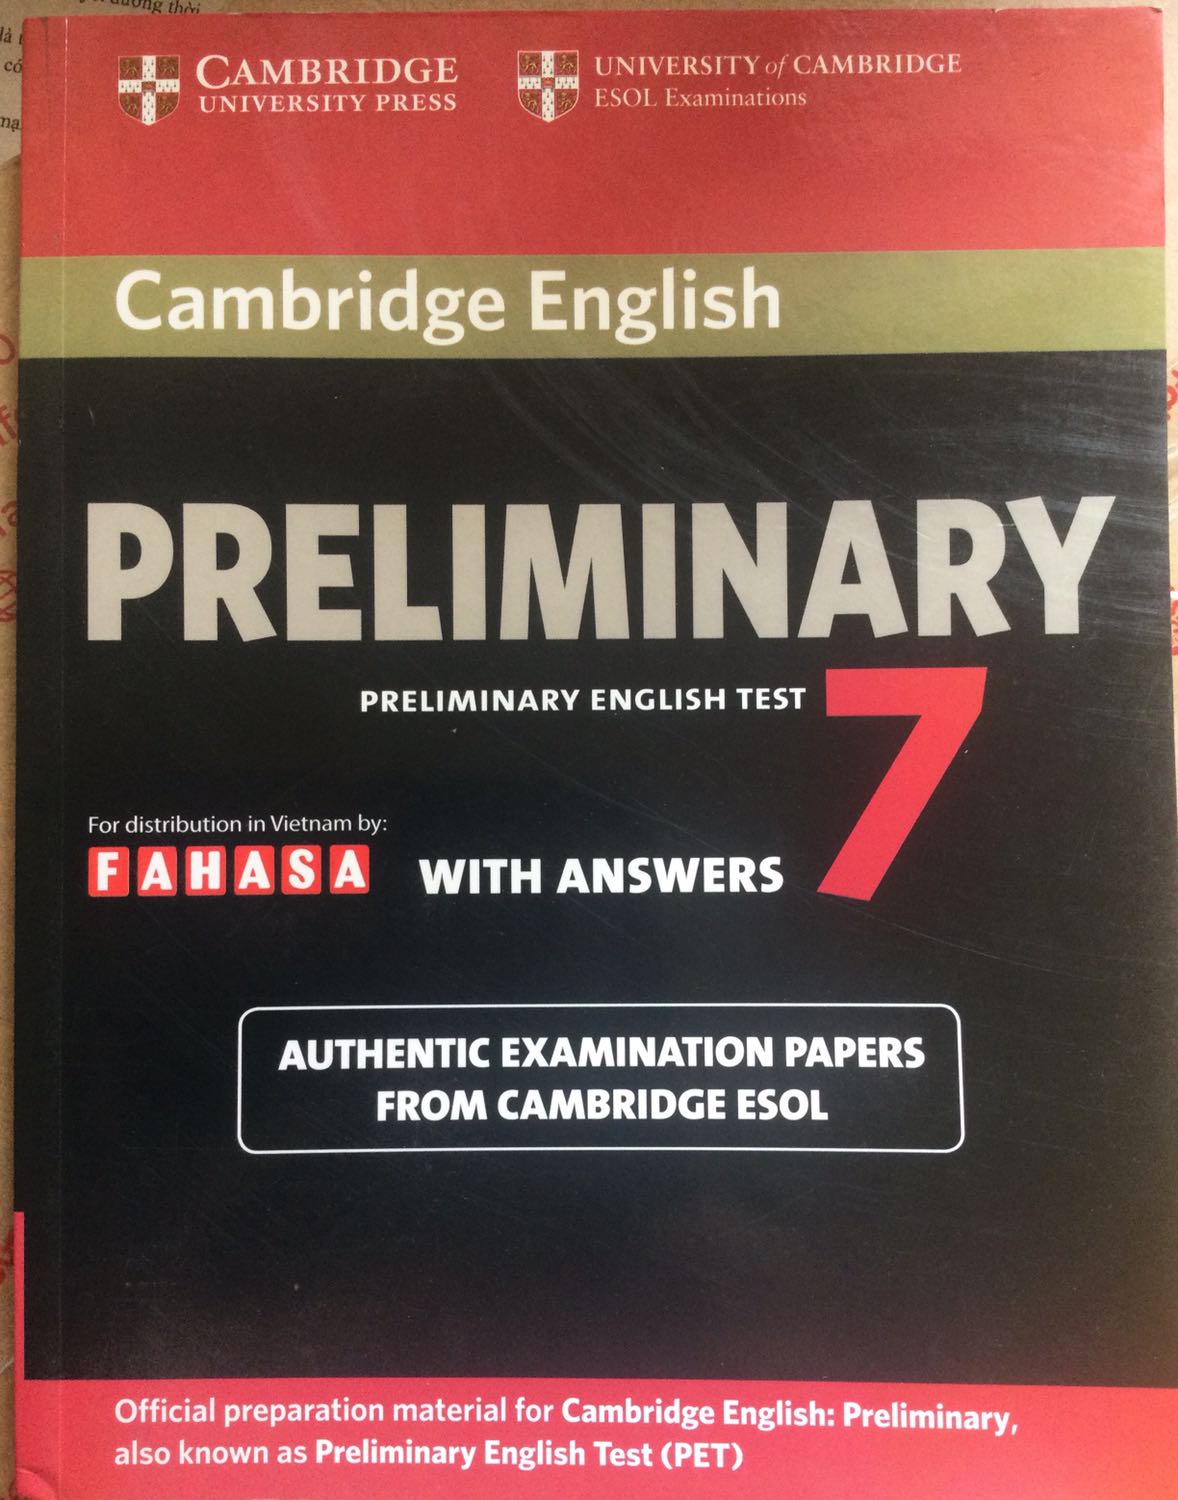 CAMBRIDGE
UNIVERSITY PRESS
UNIVERSITY of CAMBRIDGE
ESOL Examinations
Cambridge English
PRELIMINARY
PRELIMINARY ENGLISH TEST
7
For distribution in Vietnam by:
FAHASA
WITH ANSWERS
AUTHENTIC EXAMINATION PAPERS
FROM CAMBRIDGE ESOL
Official preparation material for Cambridge English: Preliminary,
also known as Preliminary English Test (PET)